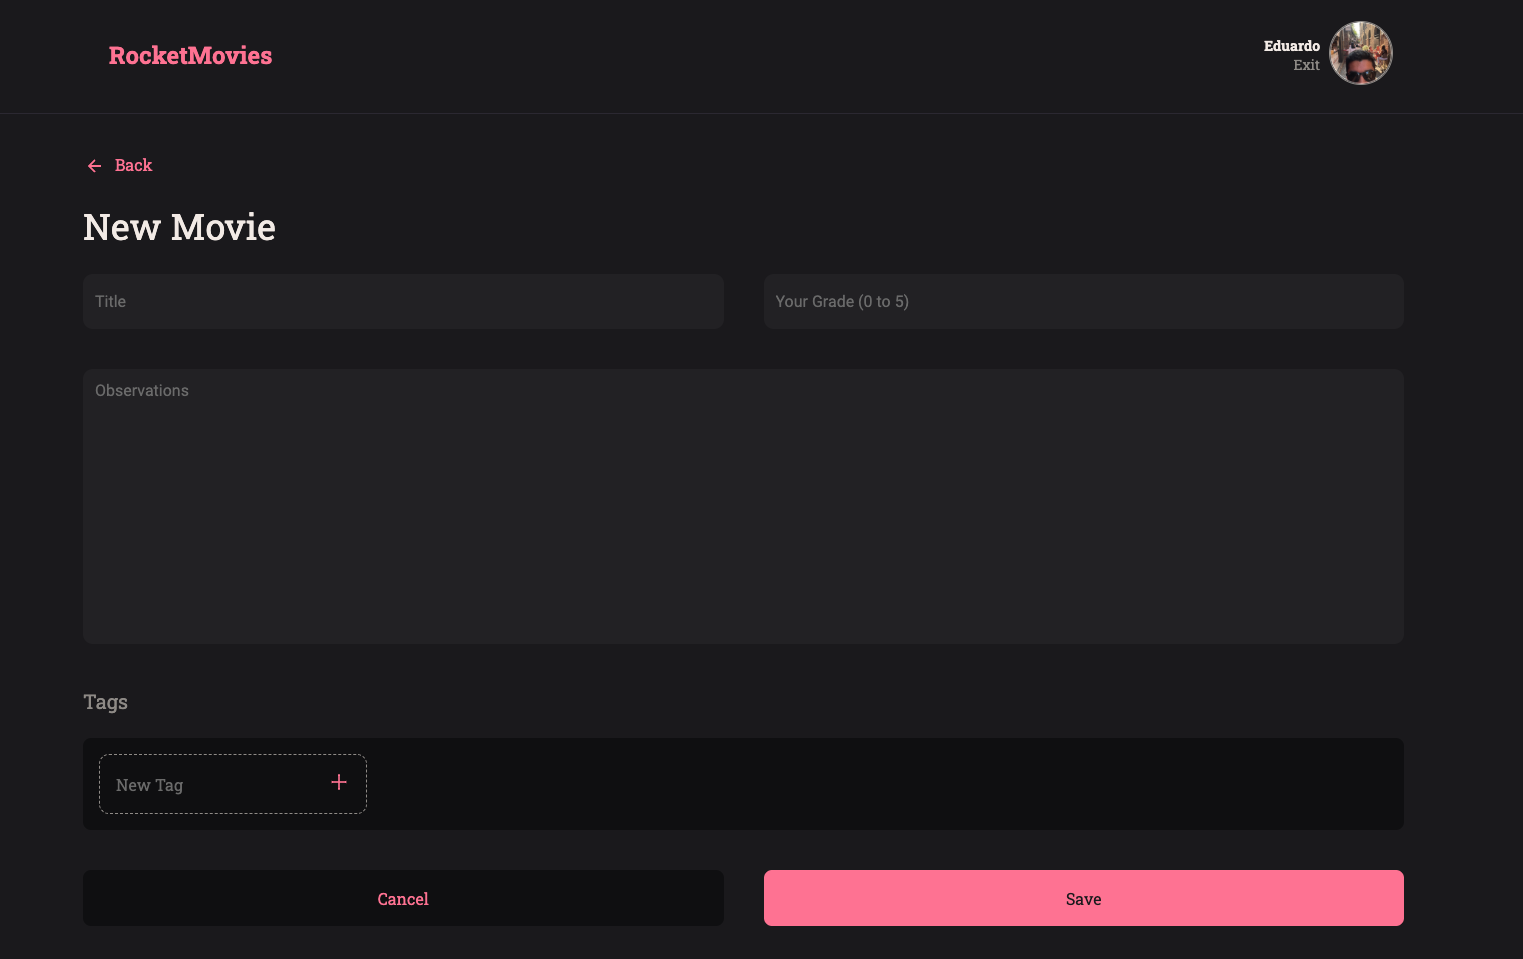 RocketMovies
Eduardo
Exit
Back
New Movie
Title
Your Grade (0 to 5)
Observations
Tags
New Tag
Cancel
Save